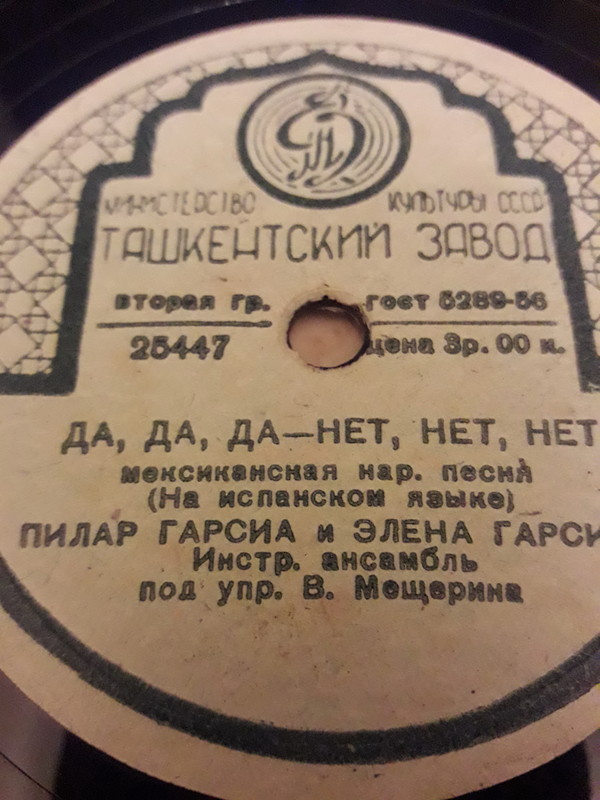 МИНИСТЕРСТВО КУЛЬТУРЫ СССР
ТАШКЕНТСКИЙ ЗАВОД
вторая гр. гост 5289-56
25447 цена 3р. 00 к.
ДА, ДА, ДА—НЕТ, НЕТ, НЕТ
мексиканская нар. песня
(На испанском языке)
ПИЛАР ГАРСИА и ЭЛЕНА ГАРСИ
Инстр. ансамбль
под упр. В. Мещерина